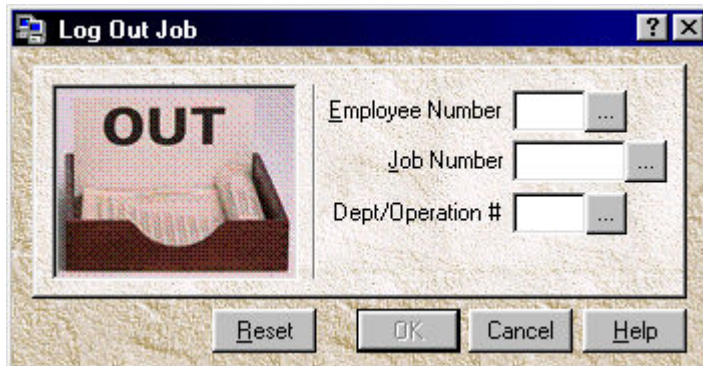 Log Out Job
OUT
Employee Number ...
Job Number ...
Dept/Operation # ...
Reset OK Cancel Help